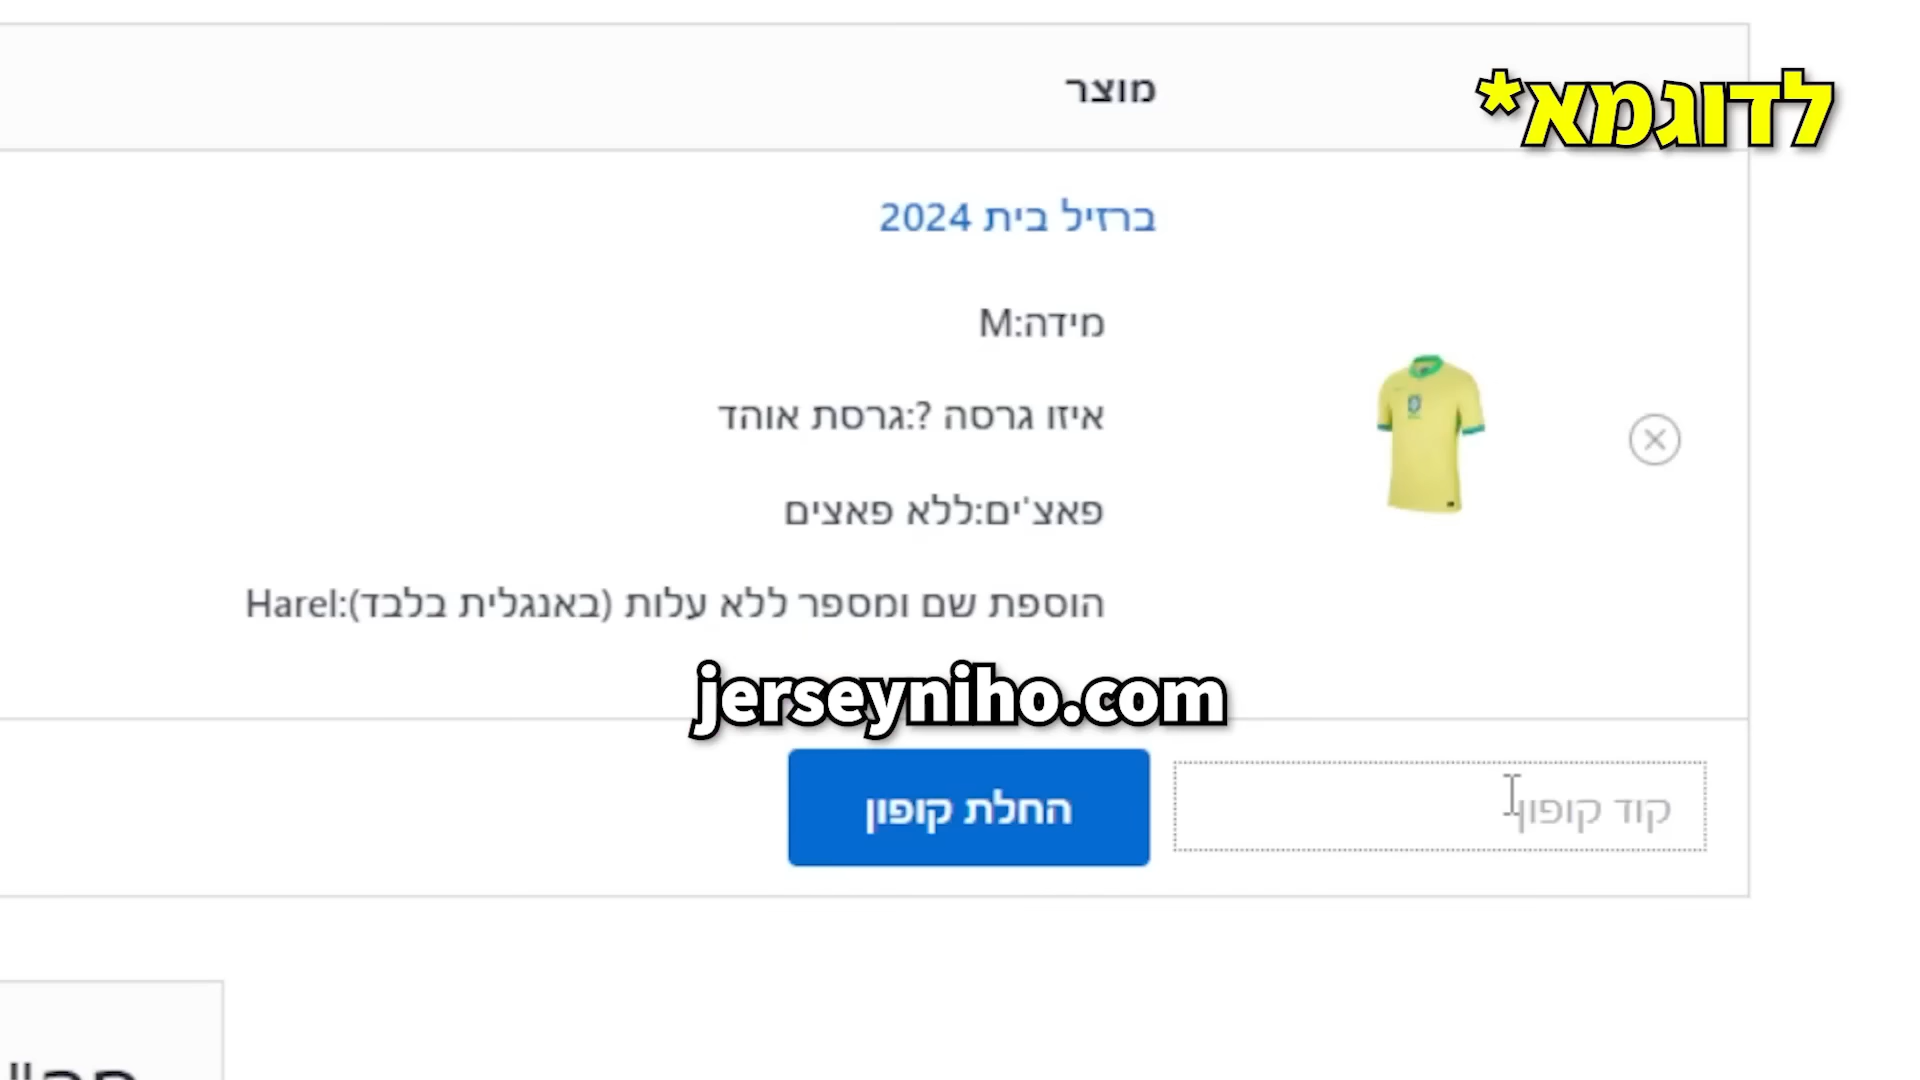 לדוגמא*
מוצר
ברזיל בית 2024
מידה:M
איזו גרסה ?:גרסת אוהד
פאצ'ים:ללא פאצים
הוספת שם ומספר ללא עלות (באנגלית בלבד):Harel
jerseyniho.com
קוד קופון
החלת קופון